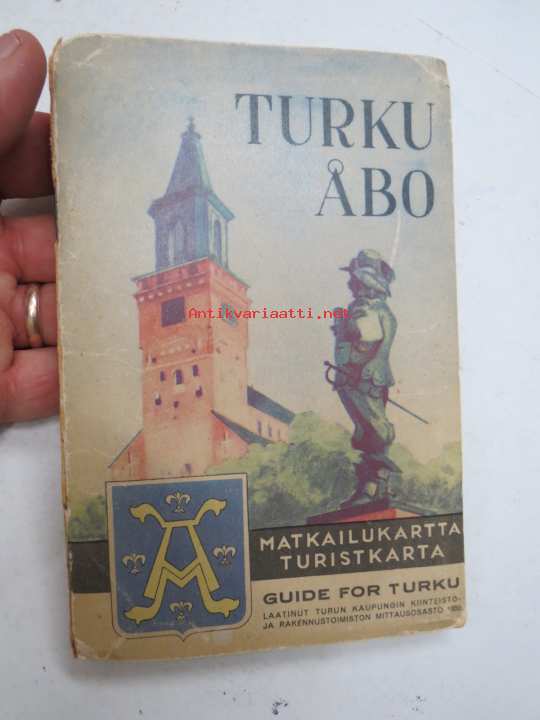 TURKU
ÅBO
Antikvariaatti.net
MATKAILUKARTTA
TURISTKARTA
GUIDE FOR TURKU
LAATINUT TURUN KAUPUNGIN KIINTEISTÖ-
JA RAKENNUSTOIMISTON MITTAUSOSASTO